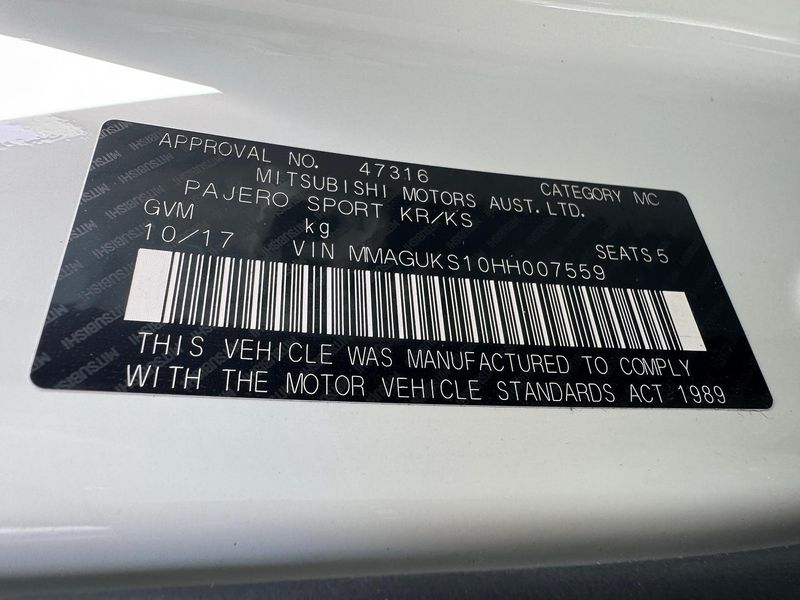 APPROVAL NO. 47316 CATEGORY MC
MITSUBISHI MOTORS AUST. LTD.
PAJERO SPORT KR/KS
GVM kg SEATS 5
10/17 VIN MMAGUKS10HH007559
THIS VEHICLE WAS MANUFACTURED TO COMPLY
WITH THE MOTOR VEHICLE STANDARDS ACT 1989